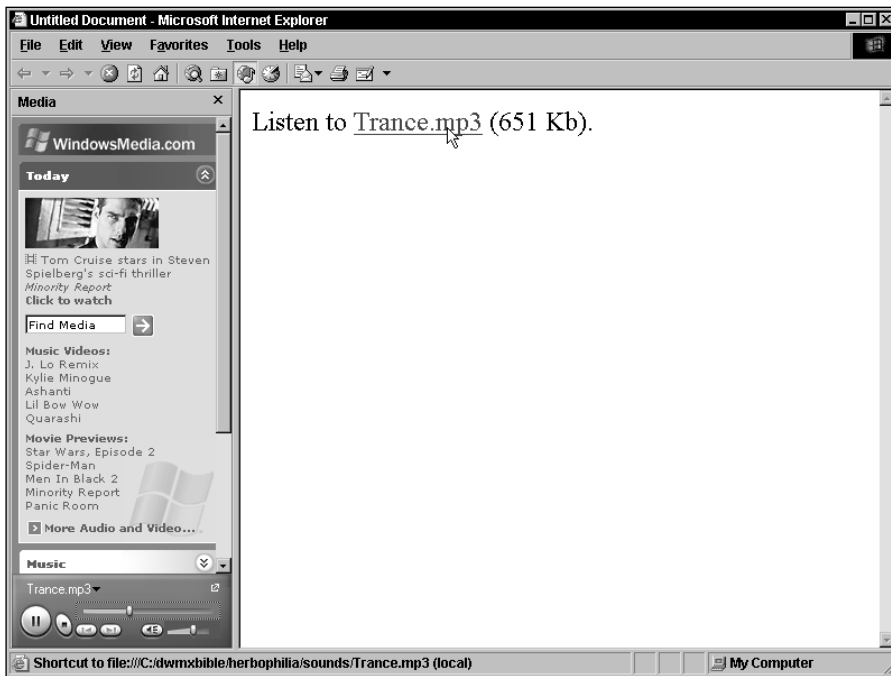 Untitled Document - Microsoft Internet Explorer
File Edit View Favorites Tools Help
Media
WindowsMedia.com
Today
Tom Cruise stars in Steven
Spielberg's sci-fi thriller
Minority Report
Click to watch
Find Media
Music Videos:
J. Lo Remix
Kylie Minogue
Ashanti
Lil Bow Wow
Quarashi
Movie Previews:
Star Wars, Episode 2
Spider-Man
Men In Black 2
Minority Report
Panic Room
More Audio and Video...
Music
Trance.mp3
Listen to Trance.mp3 (651 Kb).
Shortcut to file:///C:/dwmxbible/herbophilia/sounds/Trance.mp3 (local)
My Computer